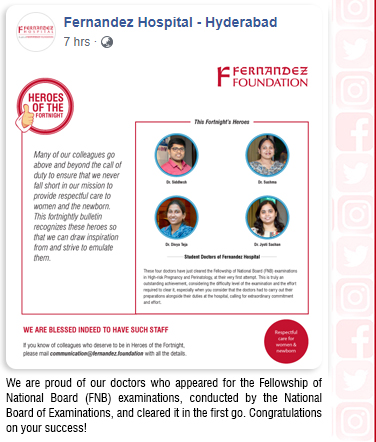 FERNANDEZ
HOSPITAL
Fernandez Hospital - Hyderabad
7 hrs ·
FERNANDEZ
FOUNDATION
HEROES
OF THE
FORTNIGHT
This Fortnight's Heroes
Many of our colleagues go
above and beyond the call of
duty to ensure that we never
fall short in our mission to
provide respectful care to
women and the newborn.
This fortnightly bulletin
recognizes these heroes so
that we can draw inspiration
from and strive to emulate
them.
Dr. Dr. Sushma
Dr. Divya Teja Dr. Jyoti
Student Doctors of Fernandez Hospital
These four doctors have just cleared the Fellowship of National Board (FNB) examinations
in High-risk Pregnancy and Perinatology, at their very first attempt. This is truly an
outstanding achievement, considering the difficulty level of the examination and the effort
required to clear it, especially when you consider that the doctors had to carry out their
preparations alongside their duties at the hospital, calling for extraordinary commitment
and effort.
WE ARE BLESSED INDEED TO HAVE SUCH STAFF
If you know of colleagues who deserve to be in Heroes of the Fortnight,
please mail communication@fernandez.foundation with all the details.
Respectful
care for
women &
newborn
We are proud of our doctors who appeared for the Fellowship of
National Board (FNB) examinations, conducted by the National
Board of Examinations, and cleared it in the first go. Congratulations
on your success!